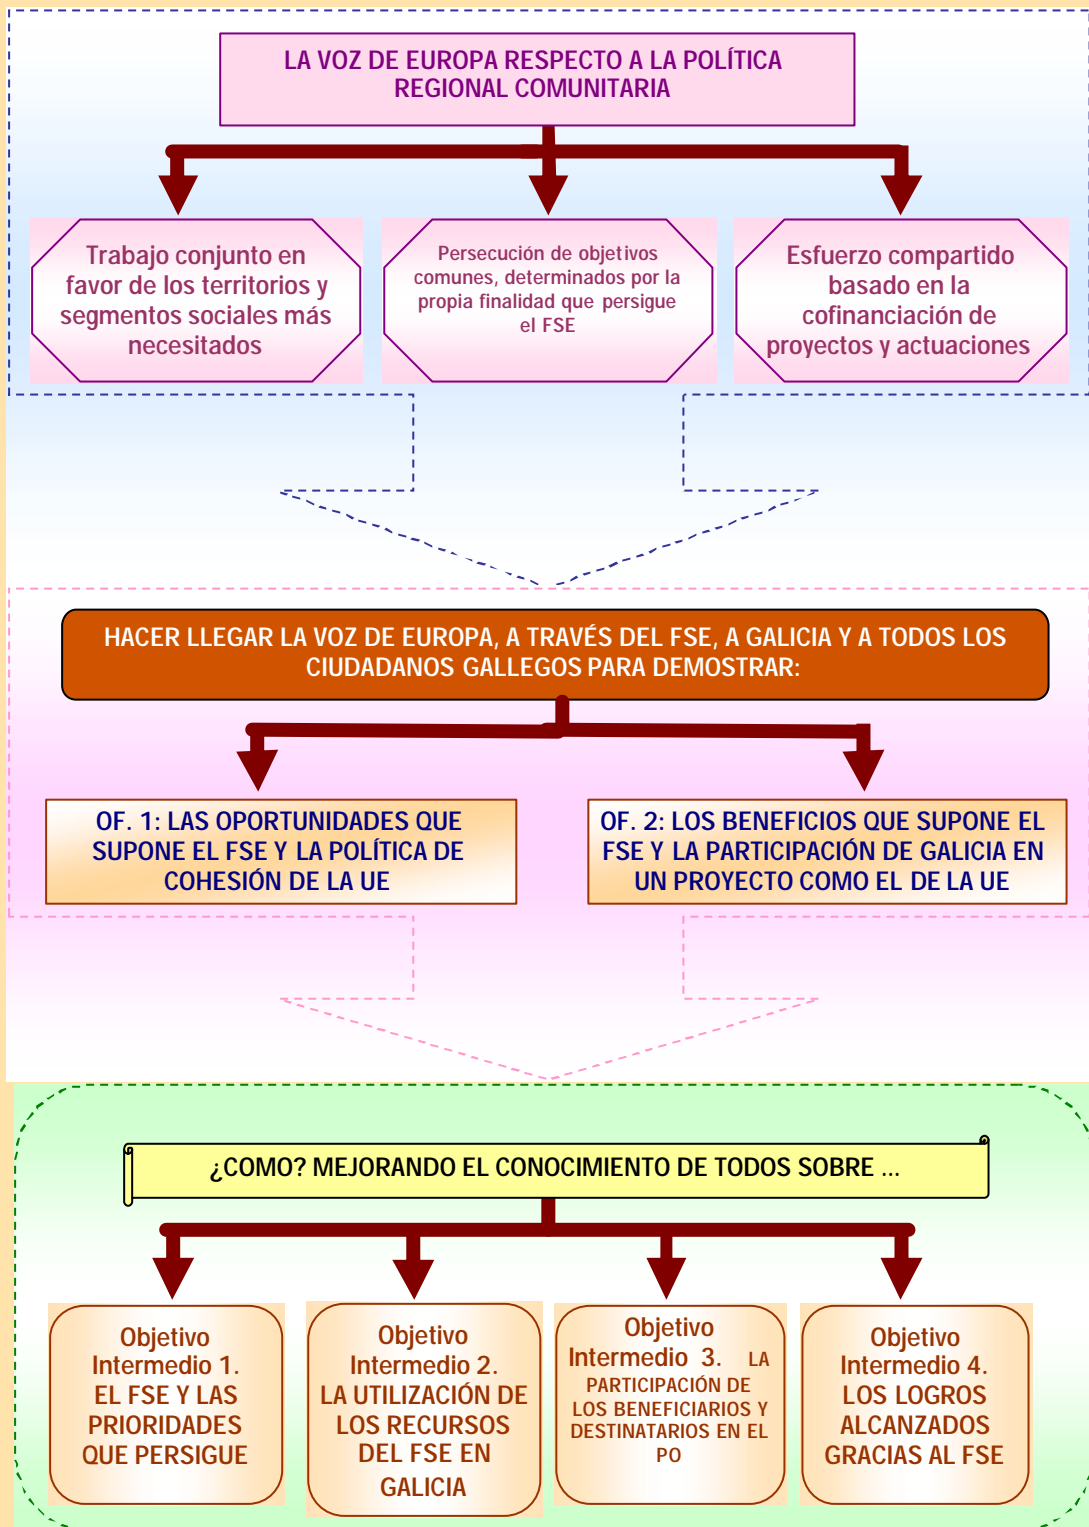 LA VOZ DE EUROPA RESPECTO A LA POLÍTICA
REGIONAL COMUNITARIA
Trabajo conjunto en
favor de los territorios y
segmentos sociales más
necesitados
Persecución de objetivos
comunes, determinados por la
propia finalidad que persigue
el FSE
Esfuerzo compartido
basado en la
cofinanciación de
proyectos y actuaciones
HACER LLEGAR LA VOZ DE EUROPA, A TRAVÉS DEL FSE, A GALICIA Y A TODOS LOS
CIUDADANOS GALLEGOS PARA DEMOSTRAR:
OF. 1: LAS OPORTUNIDADES QUE
SUPONE EL FSE Y LA POLÍTICA DE
COHESIÓN DE LA UE
OF. 2: LOS BENEFICIOS QUE SUPONE EL
FSE Y LA PARTICIPACIÓN DE GALICIA EN
UN PROYECTO COMO EL DE LA UE
¿COMO? MEJORANDO EL CONOCIMIENTO DE TODOS SOBRE ...
Objetivo
Intermedio 1.
EL FSE Y LAS
PRIORIDADES
QUE PERSIGUE
Objetivo
Intermedio 2.
LA UTILIZACIÓN DE
LOS RECURSOS
DEL FSE EN
GALICIA
Objetivo
Intermedio 3. LA
PARTICIPACIÓN DE
LOS BENEFICIARIOS Y
DESTINATARIOS EN EL
PO
Objetivo
Intermedio 4.
LOS LOGROS
ALCANZADOS
GRACIAS AL FSE